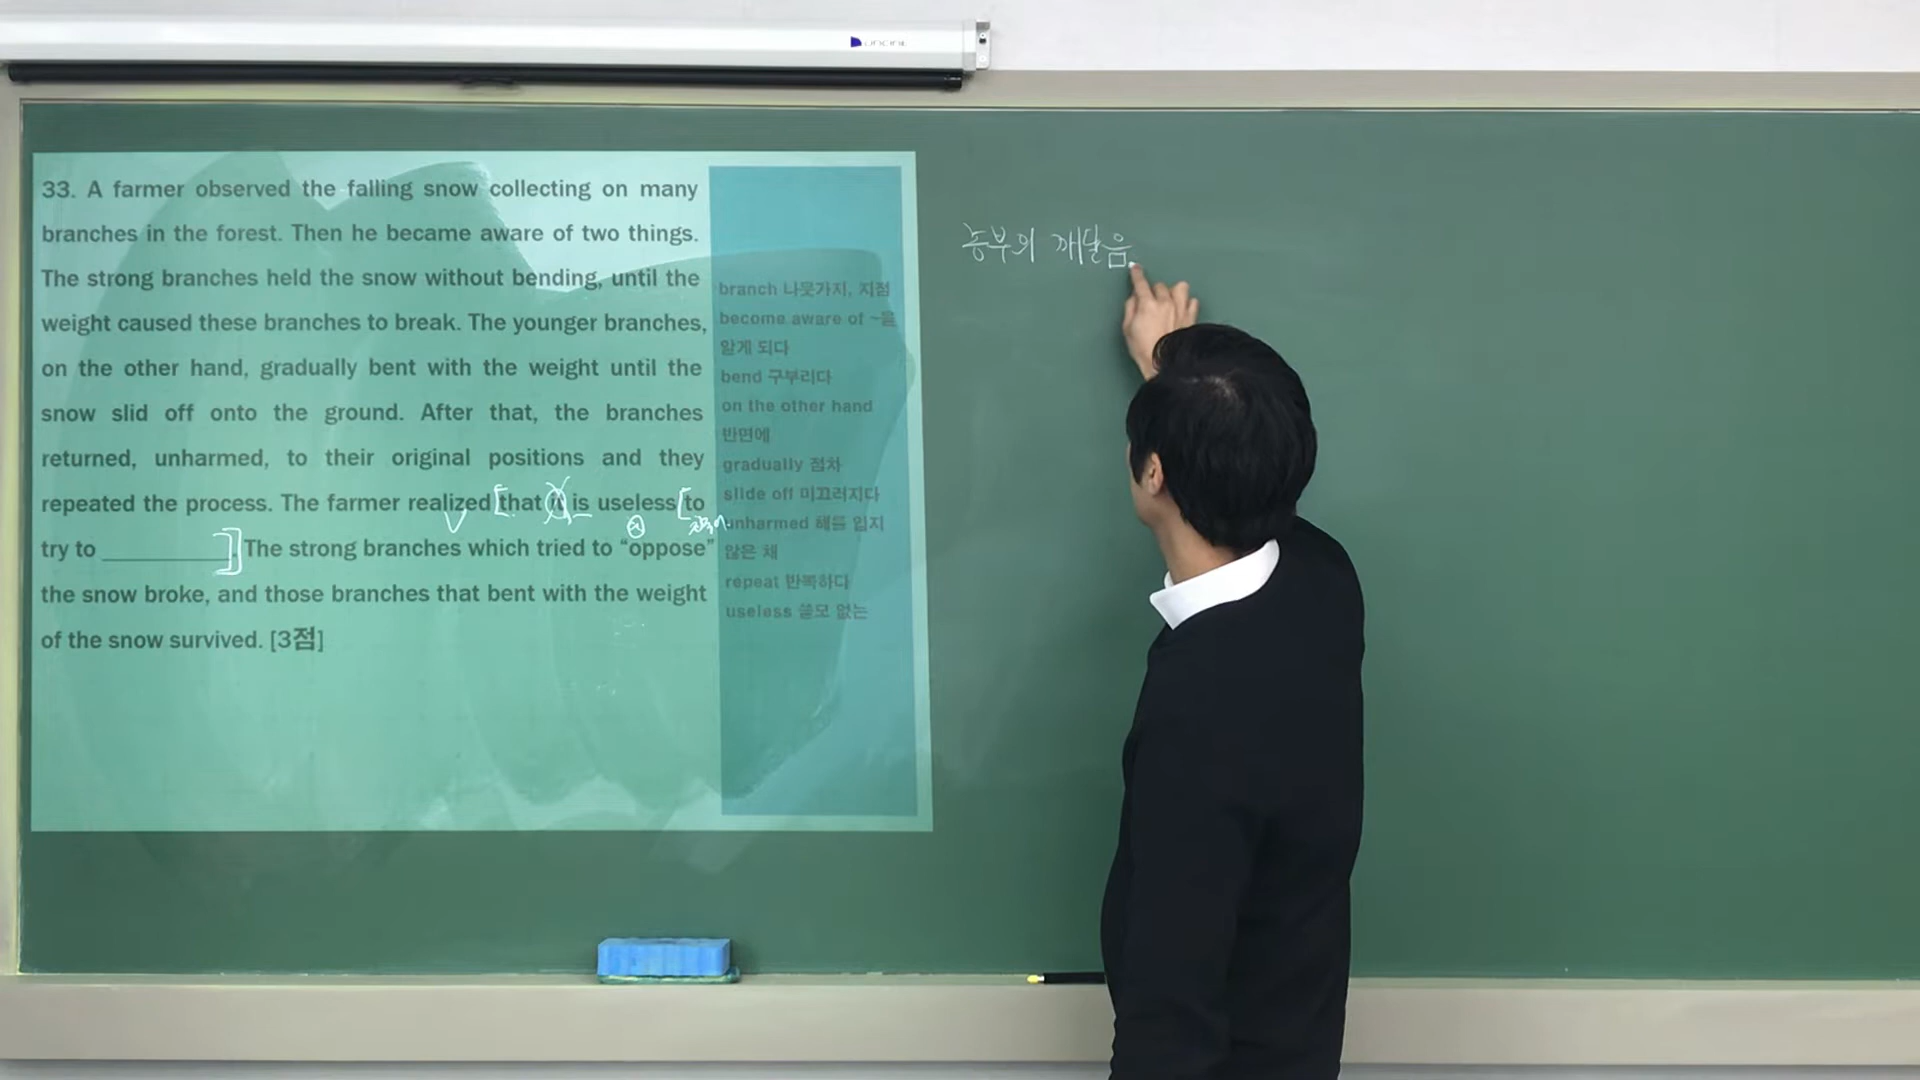 33. A farmer observed the falling snow collecting on many
branches in the forest. Then he became aware of two things.
The strong branches held the snow without bending, until the
weight caused these branches to break. The younger branches,
on the other hand, gradually bent with the weight until the
snow slid off onto the ground. After that, the branches
returned, unharmed, to their original positions and they
repeated the process. The farmer realized [that it is useless [to
try to __________]]. The strong branches which tried to “oppose”
the snow broke, and those branches that bent with the weight
of the snow survived. [3점]
branch 나뭇가지, 지점
become aware of ~을
알게 되다
bend 구부리다
on the other hand
반면에
gradually 점차
slide off 미끄러지다
unharmed 해를 입지
않은 채
repeat 반복하다
useless 쓸모 없는
농부의 깨달음